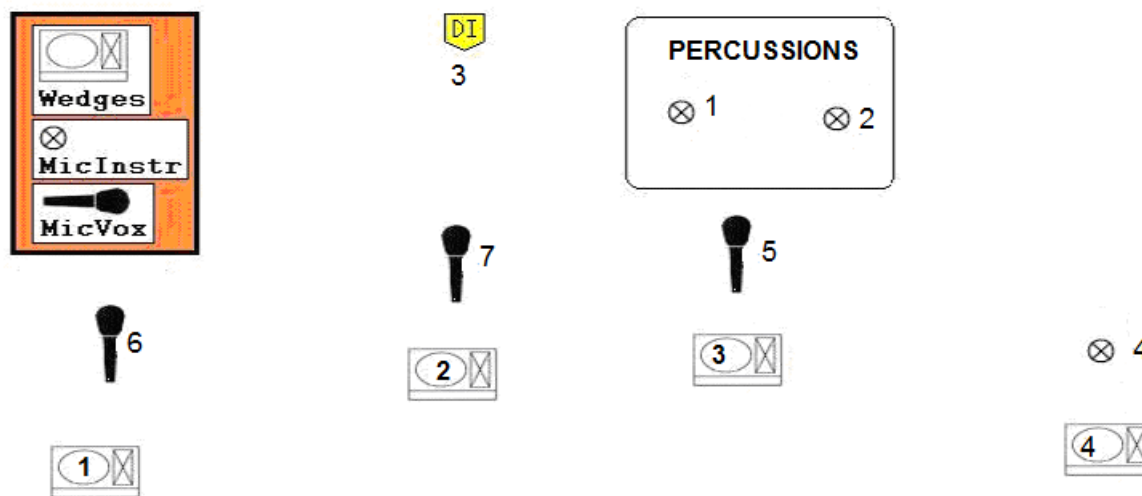 Wedges
MicInstr
MicVox
DI
3
PERCUSSIONS
1
2
7
5
6
4
2
3
1
4